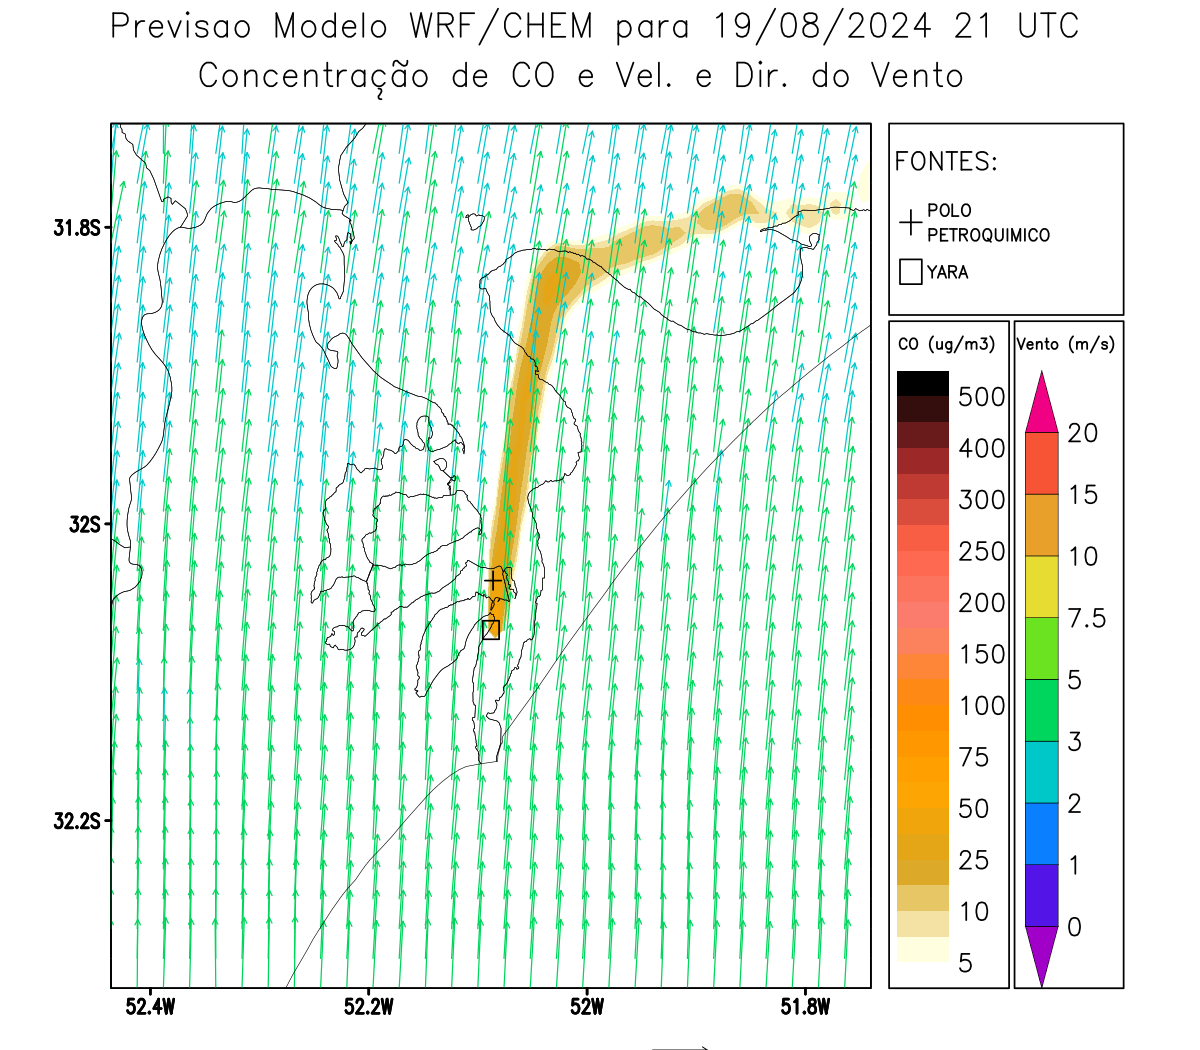 Previsao Modelo WRF/CHEM para 19/08/2024 21 UTC
Concentração de CO e Vel. e Dir. do Vento
FONTES:
POLO
PETROQUIMICO
YARA
CO (ug/m3)
500
400
300
250
200
150
100
75
50
25
10
5
Vento (m/s)
20
15
10
7.5
5
3
2
1
0
31.8S
32S
32.2S
52.4W
52.2W
52W
51.8W